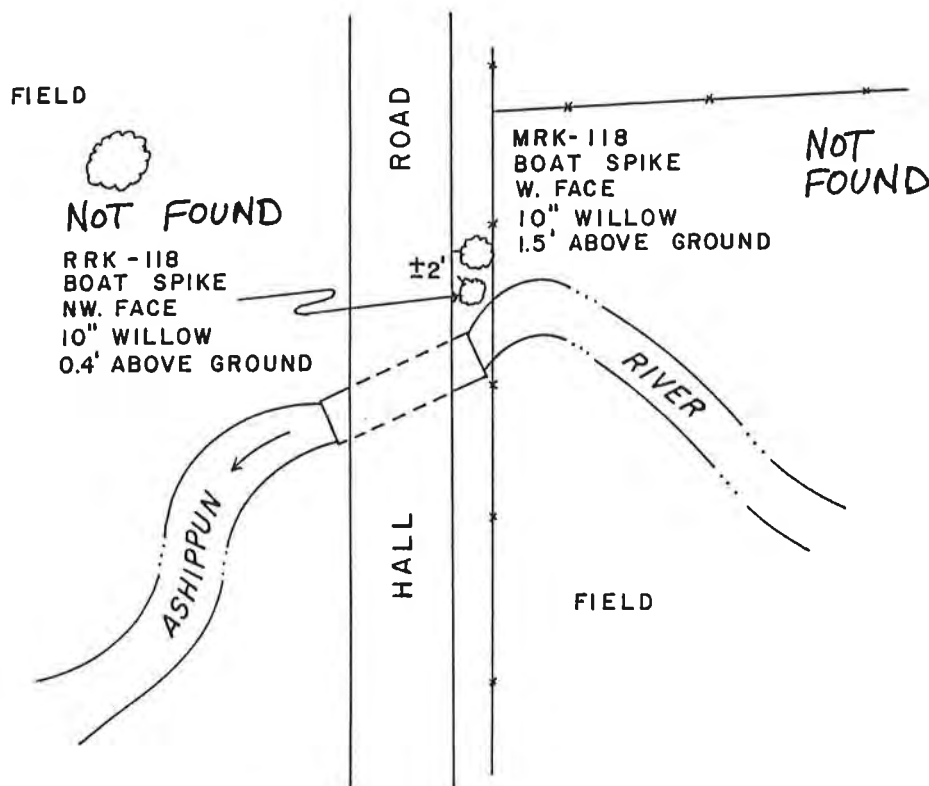 FIELD
NOT FOUND
RRK-118
BOAT SPIKE
NW. FACE
10" WILLOW
0.4' ABOVE GROUND
ROAD
HALL
±2'
MRK-118
BOAT SPIKE
W. FACE
10" WILLOW
1.5' ABOVE GROUND
NOT
FOUND
RIVER
ASHIPPUN
FIELD